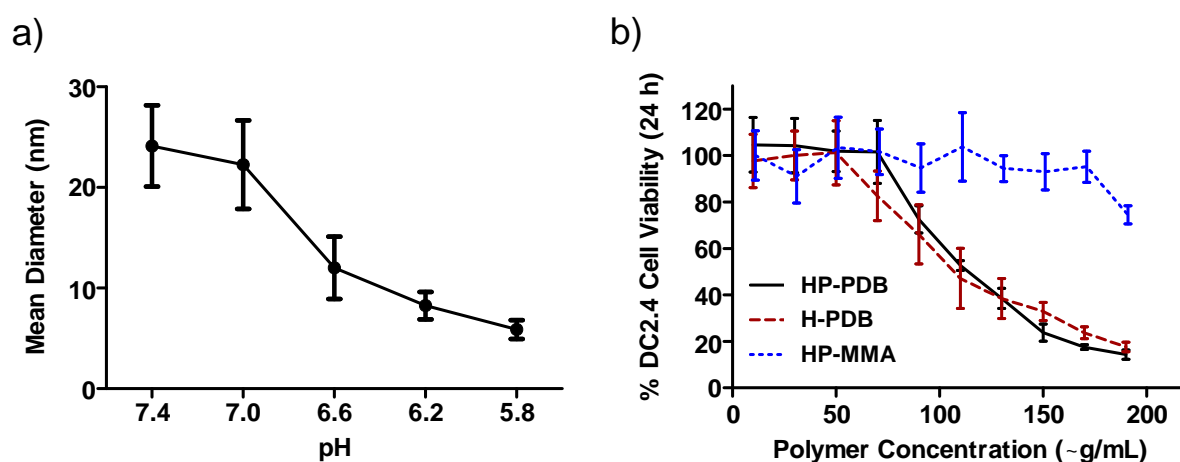 a)
Mean Diameter (nm)
30
20
10
0
7.4 7.0 6.6 6.2 5.8
pH
b)
% DC2.4 Cell Viability (24 h)
120
100
80
60
40
20
0
HP-PDB
H-PDB
HP-MMA
0 50 100 150 200
Polymer Concentration (~g/mL)